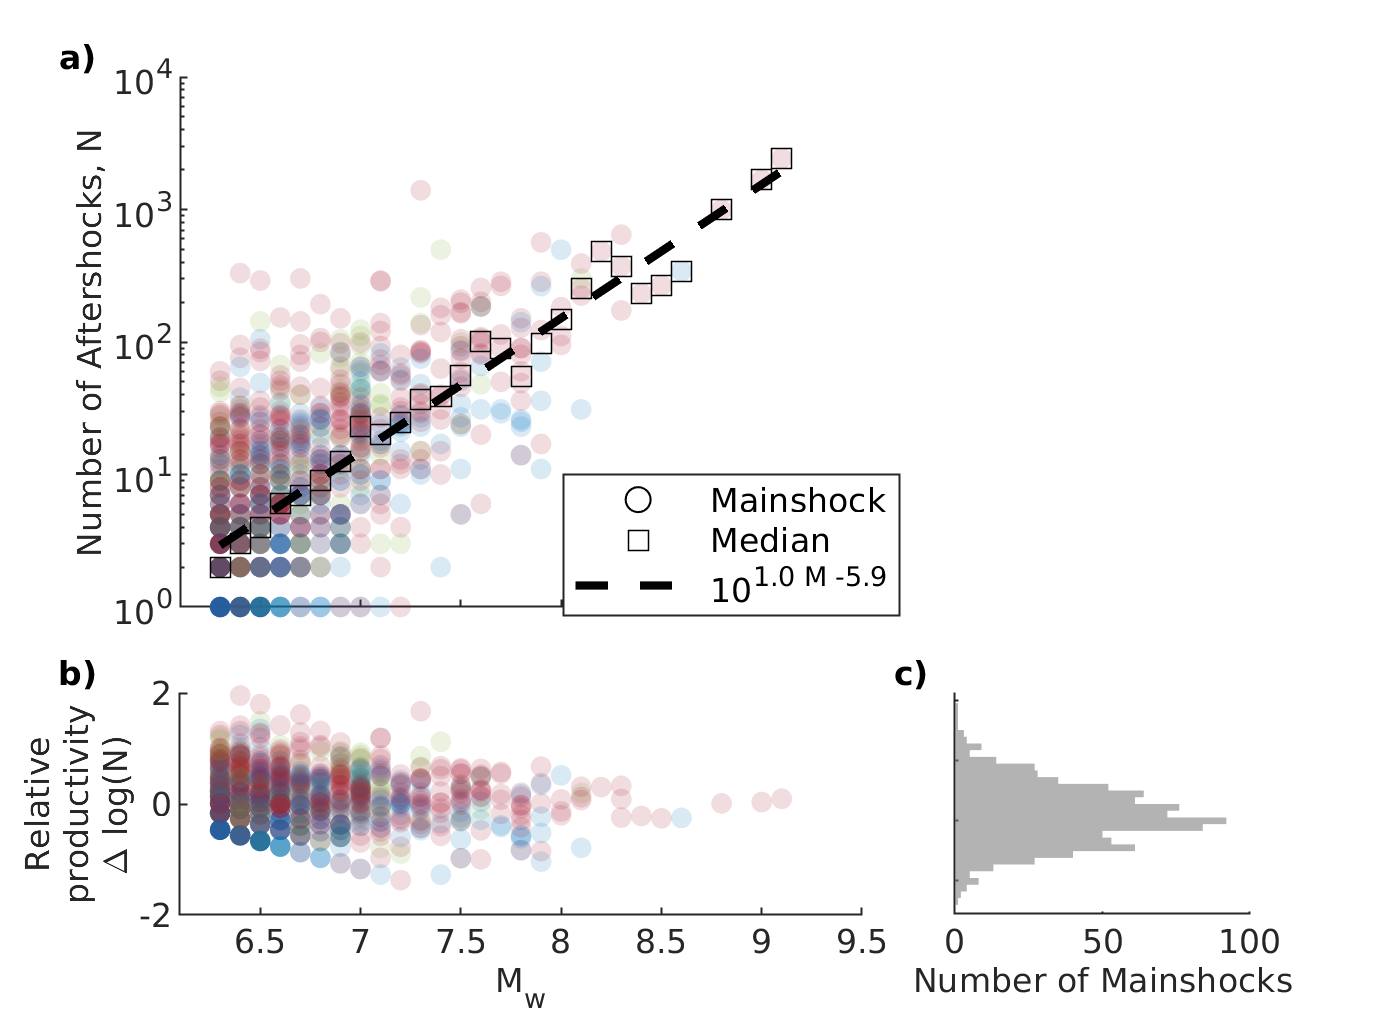 a)
10^4
10^3
10^2
10^1
10^0
Number of Aftershocks, N
Mainshock
Median
10^1.0 M -5.9
b)
2
0
-2
Relative
productivity
Δ log(N)
6.5 7 7.5 8 8.5 9 9.5
M_w
c)
0 50 100
Number of Mainshocks